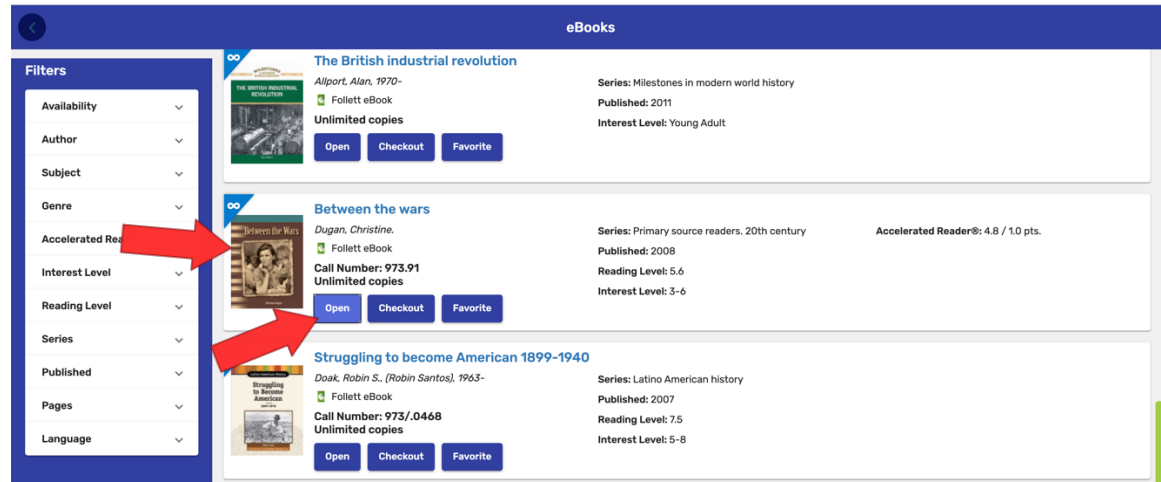 eBooks
Filters
Availability
Author
Subject
Genre
Accelerated Rea
Interest Level
Reading Level
Series
Published
Pages
Language
THE BRITISH INDUSTRIAL
REVOLUTION
The British industrial revolution
Allport, Alan, 1970-
Follett eBook
Unlimited copies
Open Checkout Favorite
Series: Milestones in modern world history
Published: 2011
Interest Level: Young Adult
Between the Wars
Between the wars
Dugan, Christine.
Follett eBook
Call Number: 973.91
Unlimited copies
Open Checkout Favorite
Series: Primary source readers. 20th century
Published: 2008
Reading Level: 5.6
Interest Level: 3-6
Accelerated Reader®: 4.8 / 1.0 pts.
Struggling
to Become
American
Struggling to become American 1899-1940
Doak, Robin S., (Robin Santos), 1963-
Follett eBook
Call Number: 973/.0468
Unlimited copies
Open Checkout Favorite
Series: Latino American history
Published: 2007
Reading Level: 7.5
Interest Level: 5-8